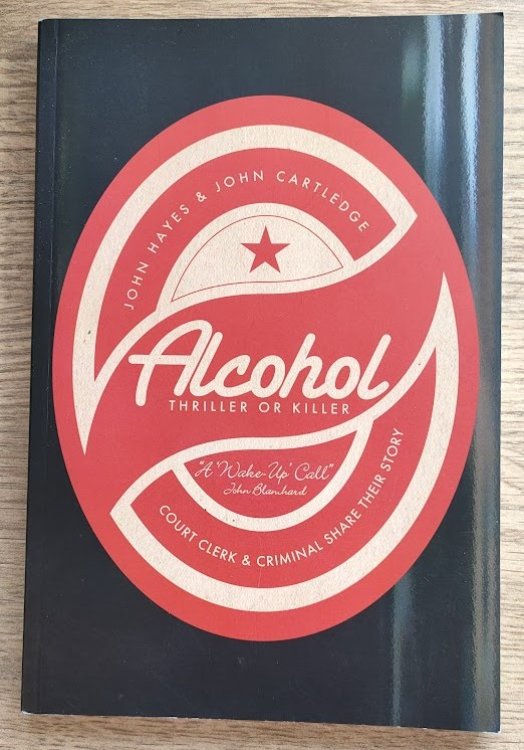 JOHN HAYES & JOHN CARTLEDGE
Alcohol
THRILLER OR KILLER
"A 'Wake-Up' Call"
John Blanchard
COURT CLERK & CRIMINAL SHARE THEIR STORY